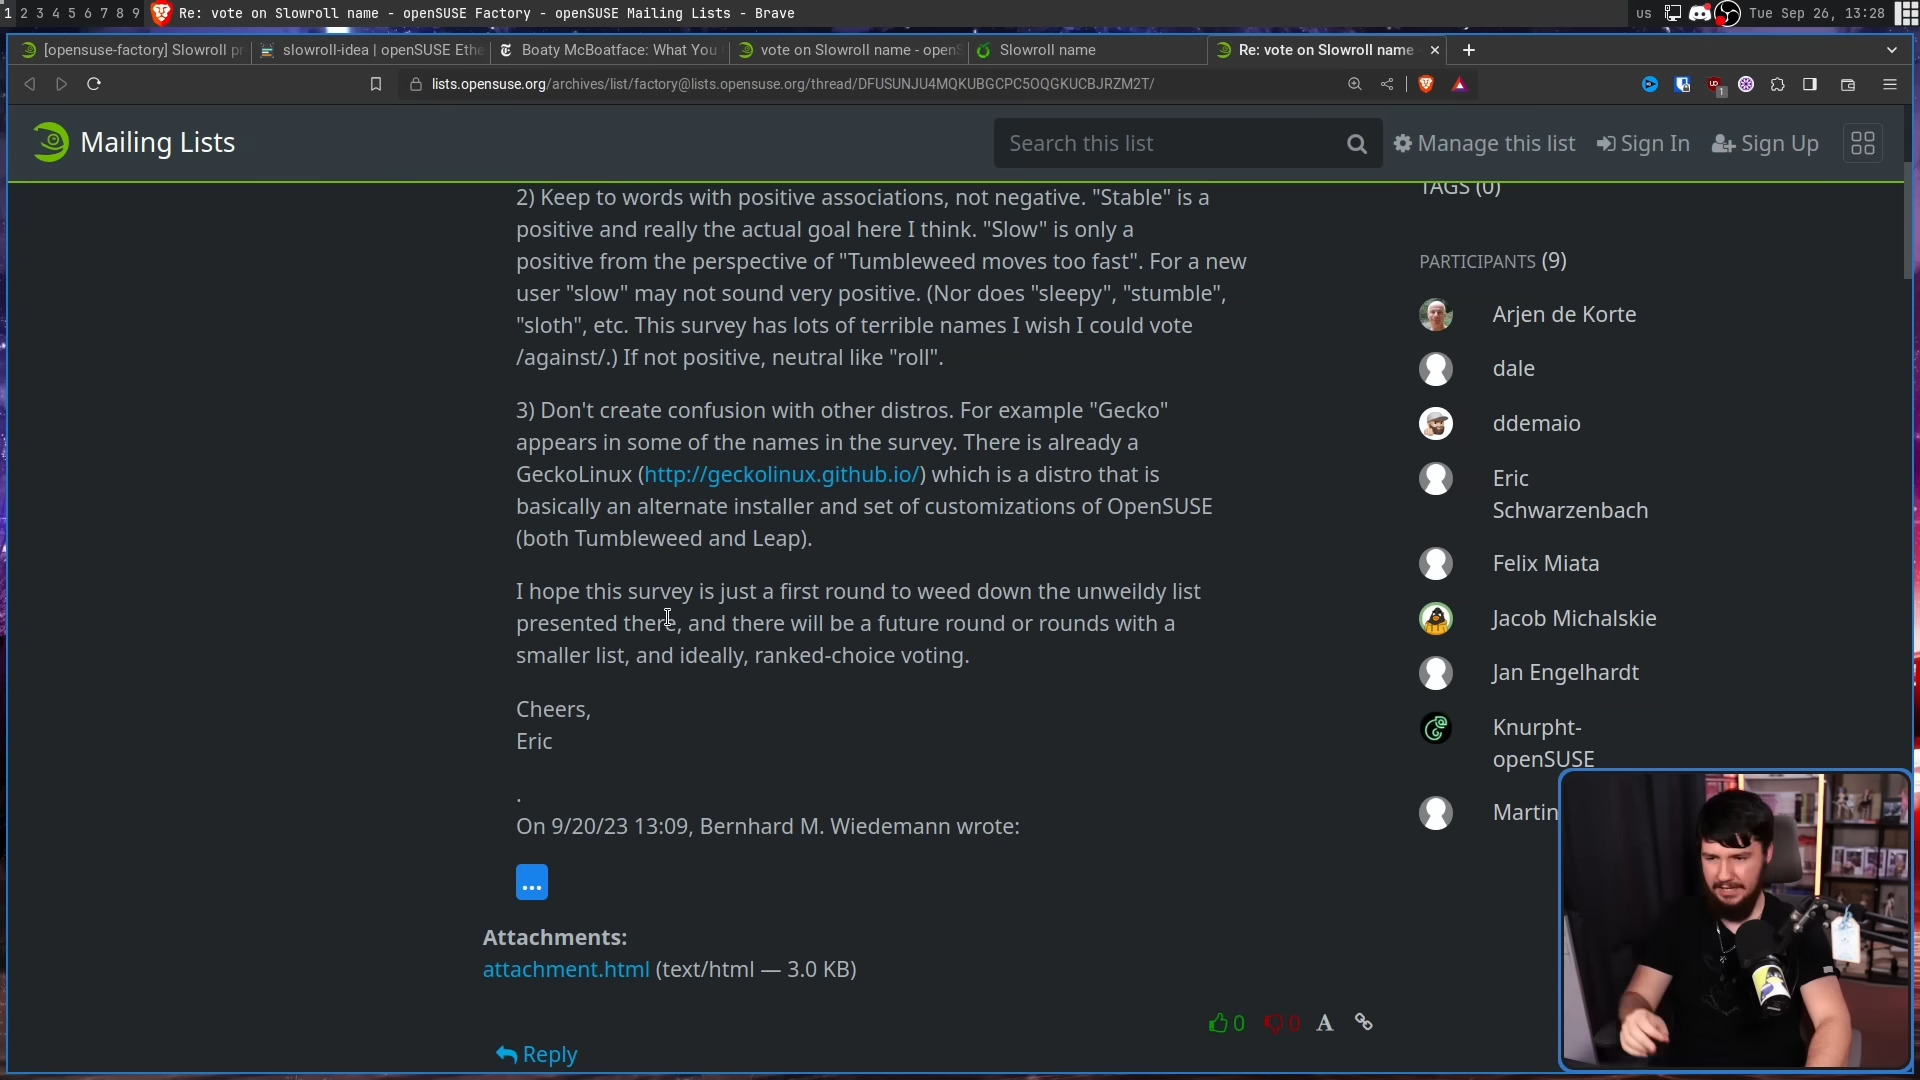 1 2 3 4 5 6 7 8 9 Re: vote on Slowroll name - openSUSE Factory - openSUSE Mailing Lists - Brave us Tue Sep 26, 13:28
[opensuse-factory] Slowroll pr slowroll-idea | openSUSE Ethe Boaty McBoatface: What You vote on Slowroll name - openS Slowroll name Re: vote on Slowroll name
lists.opensuse.org/archives/list/factory@lists.opensuse.org/thread/DFUSUNJU4MQKUBGCPC5OQGKUCBJRZM2T/
Mailing Lists Search this list Manage this list Sign In Sign Up
2) Keep to words with positive associations, not negative. "Stable" is a
positive and really the actual goal here I think. "Slow" is only a
positive from the perspective of "Tumbleweed moves too fast". For a new
user "slow" may not sound very positive. (Nor does "sleepy", "stumble",
"sloth", etc. This survey has lots of terrible names I wish I could vote
/against/.) If not positive, neutral like "roll".
3) Don't create confusion with other distros. For example "Gecko"
appears in some of the names in the survey. There is already a
GeckoLinux (http://geckolinux.github.io/) which is a distro that is
basically an alternate installer and set of customizations of OpenSUSE
(both Tumbleweed and Leap).
I hope this survey is just a first round to weed down the unweildy list
presented there, and there will be a future round or rounds with a
smaller list, and ideally, ranked-choice voting.
Cheers,
Eric
.
On 9/20/23 13:09, Bernhard M. Wiedemann wrote:
...
Attachments:
attachment.html (text/html — 3.0 KB)
0 0 A
Reply
TAGS (0)
PARTICIPANTS (9)
Arjen de Korte
dale
ddemaio
Eric
Schwarzenbach
Felix Miata
Jacob Michalskie
Jan Engelhardt
Knurpht-
openSUSE
Martin